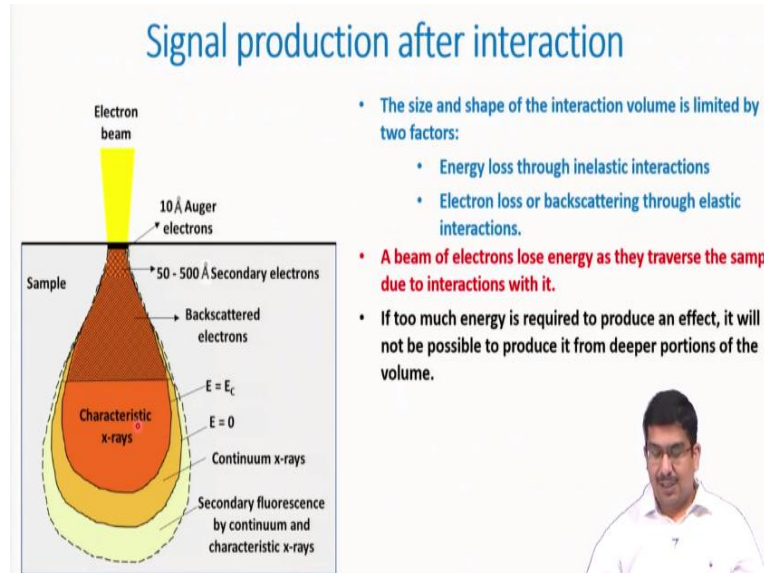 Signal production after interaction
Electron
beam
10 Å Auger
electrons
50 - 500 Å Secondary electrons
Sample
Backscattered
electrons
E = Ec
Characteristic
x-rays
E = 0
Continuum x-rays
Secondary fluorescence
by continuum and
characteristic x-rays
• The size and shape of the interaction volume is limited by
two factors:
• Energy loss through inelastic interactions
• Electron loss or backscattering through elastic
interactions.
• A beam of electrons lose energy as they traverse the samp
due to interactions with it.
• If too much energy is required to produce an effect, it will
not be possible to produce it from deeper portions of the
volume.